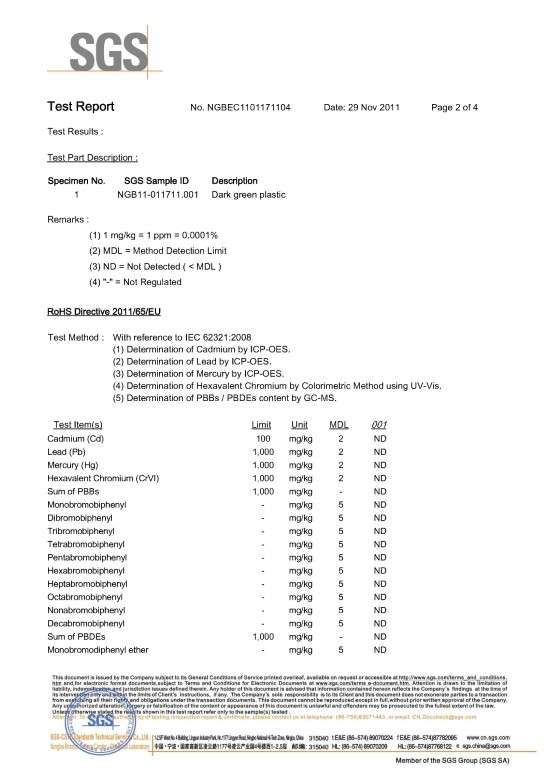 SGS
Test Report No. NGBEC1101171104 Date: 29 Nov 2011 Page 2 of 4
Test Results :
Test Part Description :
Specimen No. SGS Sample ID Description
1 NGB11-011711.001 Dark green plastic
Remarks :
(1) 1 mg/kg = 1 ppm = 0.0001%
(2) MDL = Method Detection Limit
(3) ND = Not Detected ( < MDL )
(4) "-" = Not Regulated
RoHS Directive 2011/65/EU
Test Method : With reference to IEC 62321:2008
(1) Determination of Cadmium by ICP-OES.
(2) Determination of Lead by ICP-OES.
(3) Determination of Mercury by ICP-OES.
(4) Determination of Hexavalent Chromium by Colorimetric Method using UV-Vis.
(5) Determination of PBBs / PBDEs content by GC-MS.
Test Item(s) Limit Unit MDL 001
Cadmium (Cd) 100 mg/kg 2 ND
Lead (Pb) 1,000 mg/kg 2 ND
Mercury (Hg) 1,000 mg/kg 2 ND
Hexavalent Chromium (CrVI) 1,000 mg/kg 2 ND
Sum of PBBs 1,000 mg/kg - ND
Monobromobiphenyl - mg/kg 5 ND
Dibromobiphenyl - mg/kg 5 ND
Tribromobiphenyl - mg/kg 5 ND
Tetrabromobiphenyl - mg/kg 5 ND
Pentabromobiphenyl - mg/kg 5 ND
Hexabromobiphenyl - mg/kg 5 ND
Heptabromobiphenyl - mg/kg 5 ND
Octabromobiphenyl - mg/kg 5 ND
Nonabromobiphenyl - mg/kg 5 ND
Decabromobiphenyl - mg/kg 5 ND
Sum of PBDEs 1,000 mg/kg - ND
Monobromodiphenyl ether - mg/kg 5 ND
This document is issued by the Company subject to its General Conditions of Service printed overleaf, available on request or accessible at http://www.sgs.com/terms_and_conditions.
htm and,for electronic format documents,subject to Terms and Conditions for Electronic Documents at www.sgs.com/terms_e-document.htm. Attention is drawn to the limitation of
liability, indemnification and jurisdiction issues defined therein. Any holder of this document is advised that information contained hereon reflects the Company's findings at the time of
its intervention only and within the limits of Client's instructions, if any. The Company's sole responsibility is to its Client and this document does not exonerate parties to a transaction
from exercising all their rights and obligations under the transaction documents. This document cannot be reproduced except in full,without prior written approval of the Company.
Any unauthorized alteration, forgery or falsification of the content or appearance of this document is unlawful and offenders may be prosecuted to the fullest extent of the law.
Unless otherwise stated the results shown in this test report refer only to the sample(s) tested .
SGS
315040 t E&E (86-574) 89070224 f E&E (86-574)87782095 www.cn.sgs.com
315040 HL: (86-574) 89070209 HL: (86-574) 87768122 e sgs.china@sgs.com
Member of the SGS Group (SGS SA)